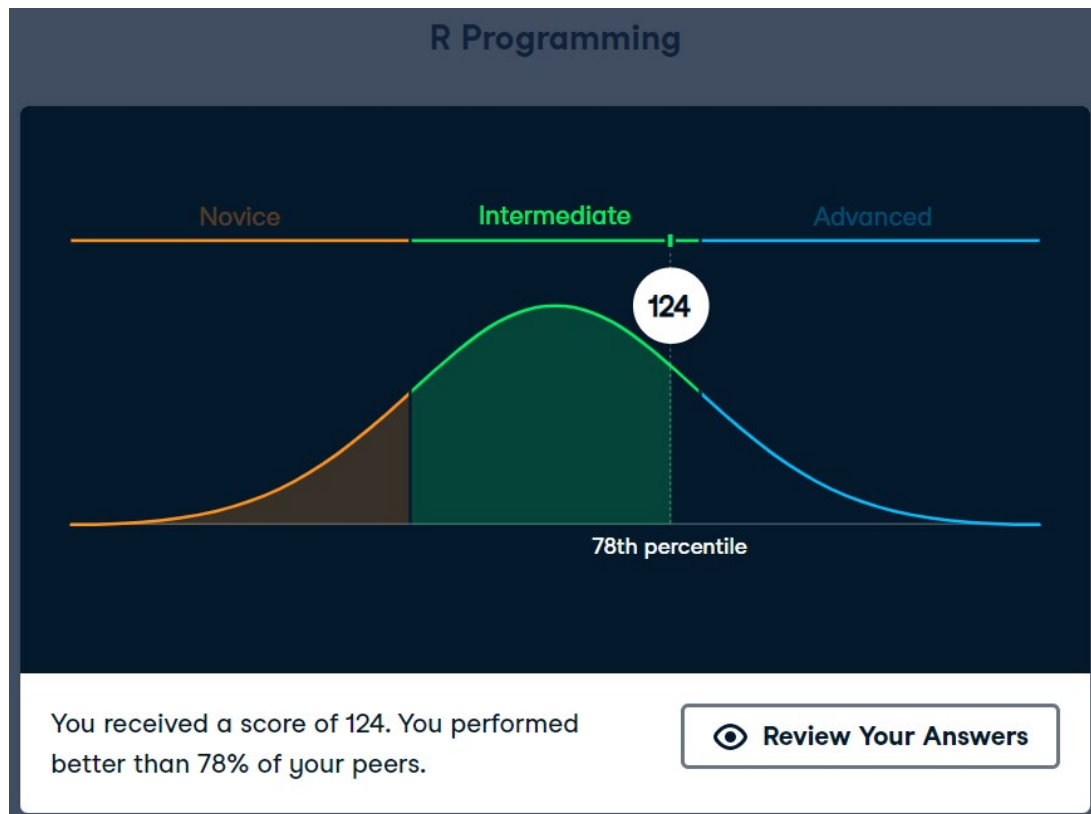 R Programming
Novice
Intermediate
Advanced
124
78th percentile
You received a score of 124. You performed
better than 78% of your peers.
Review Your Answers